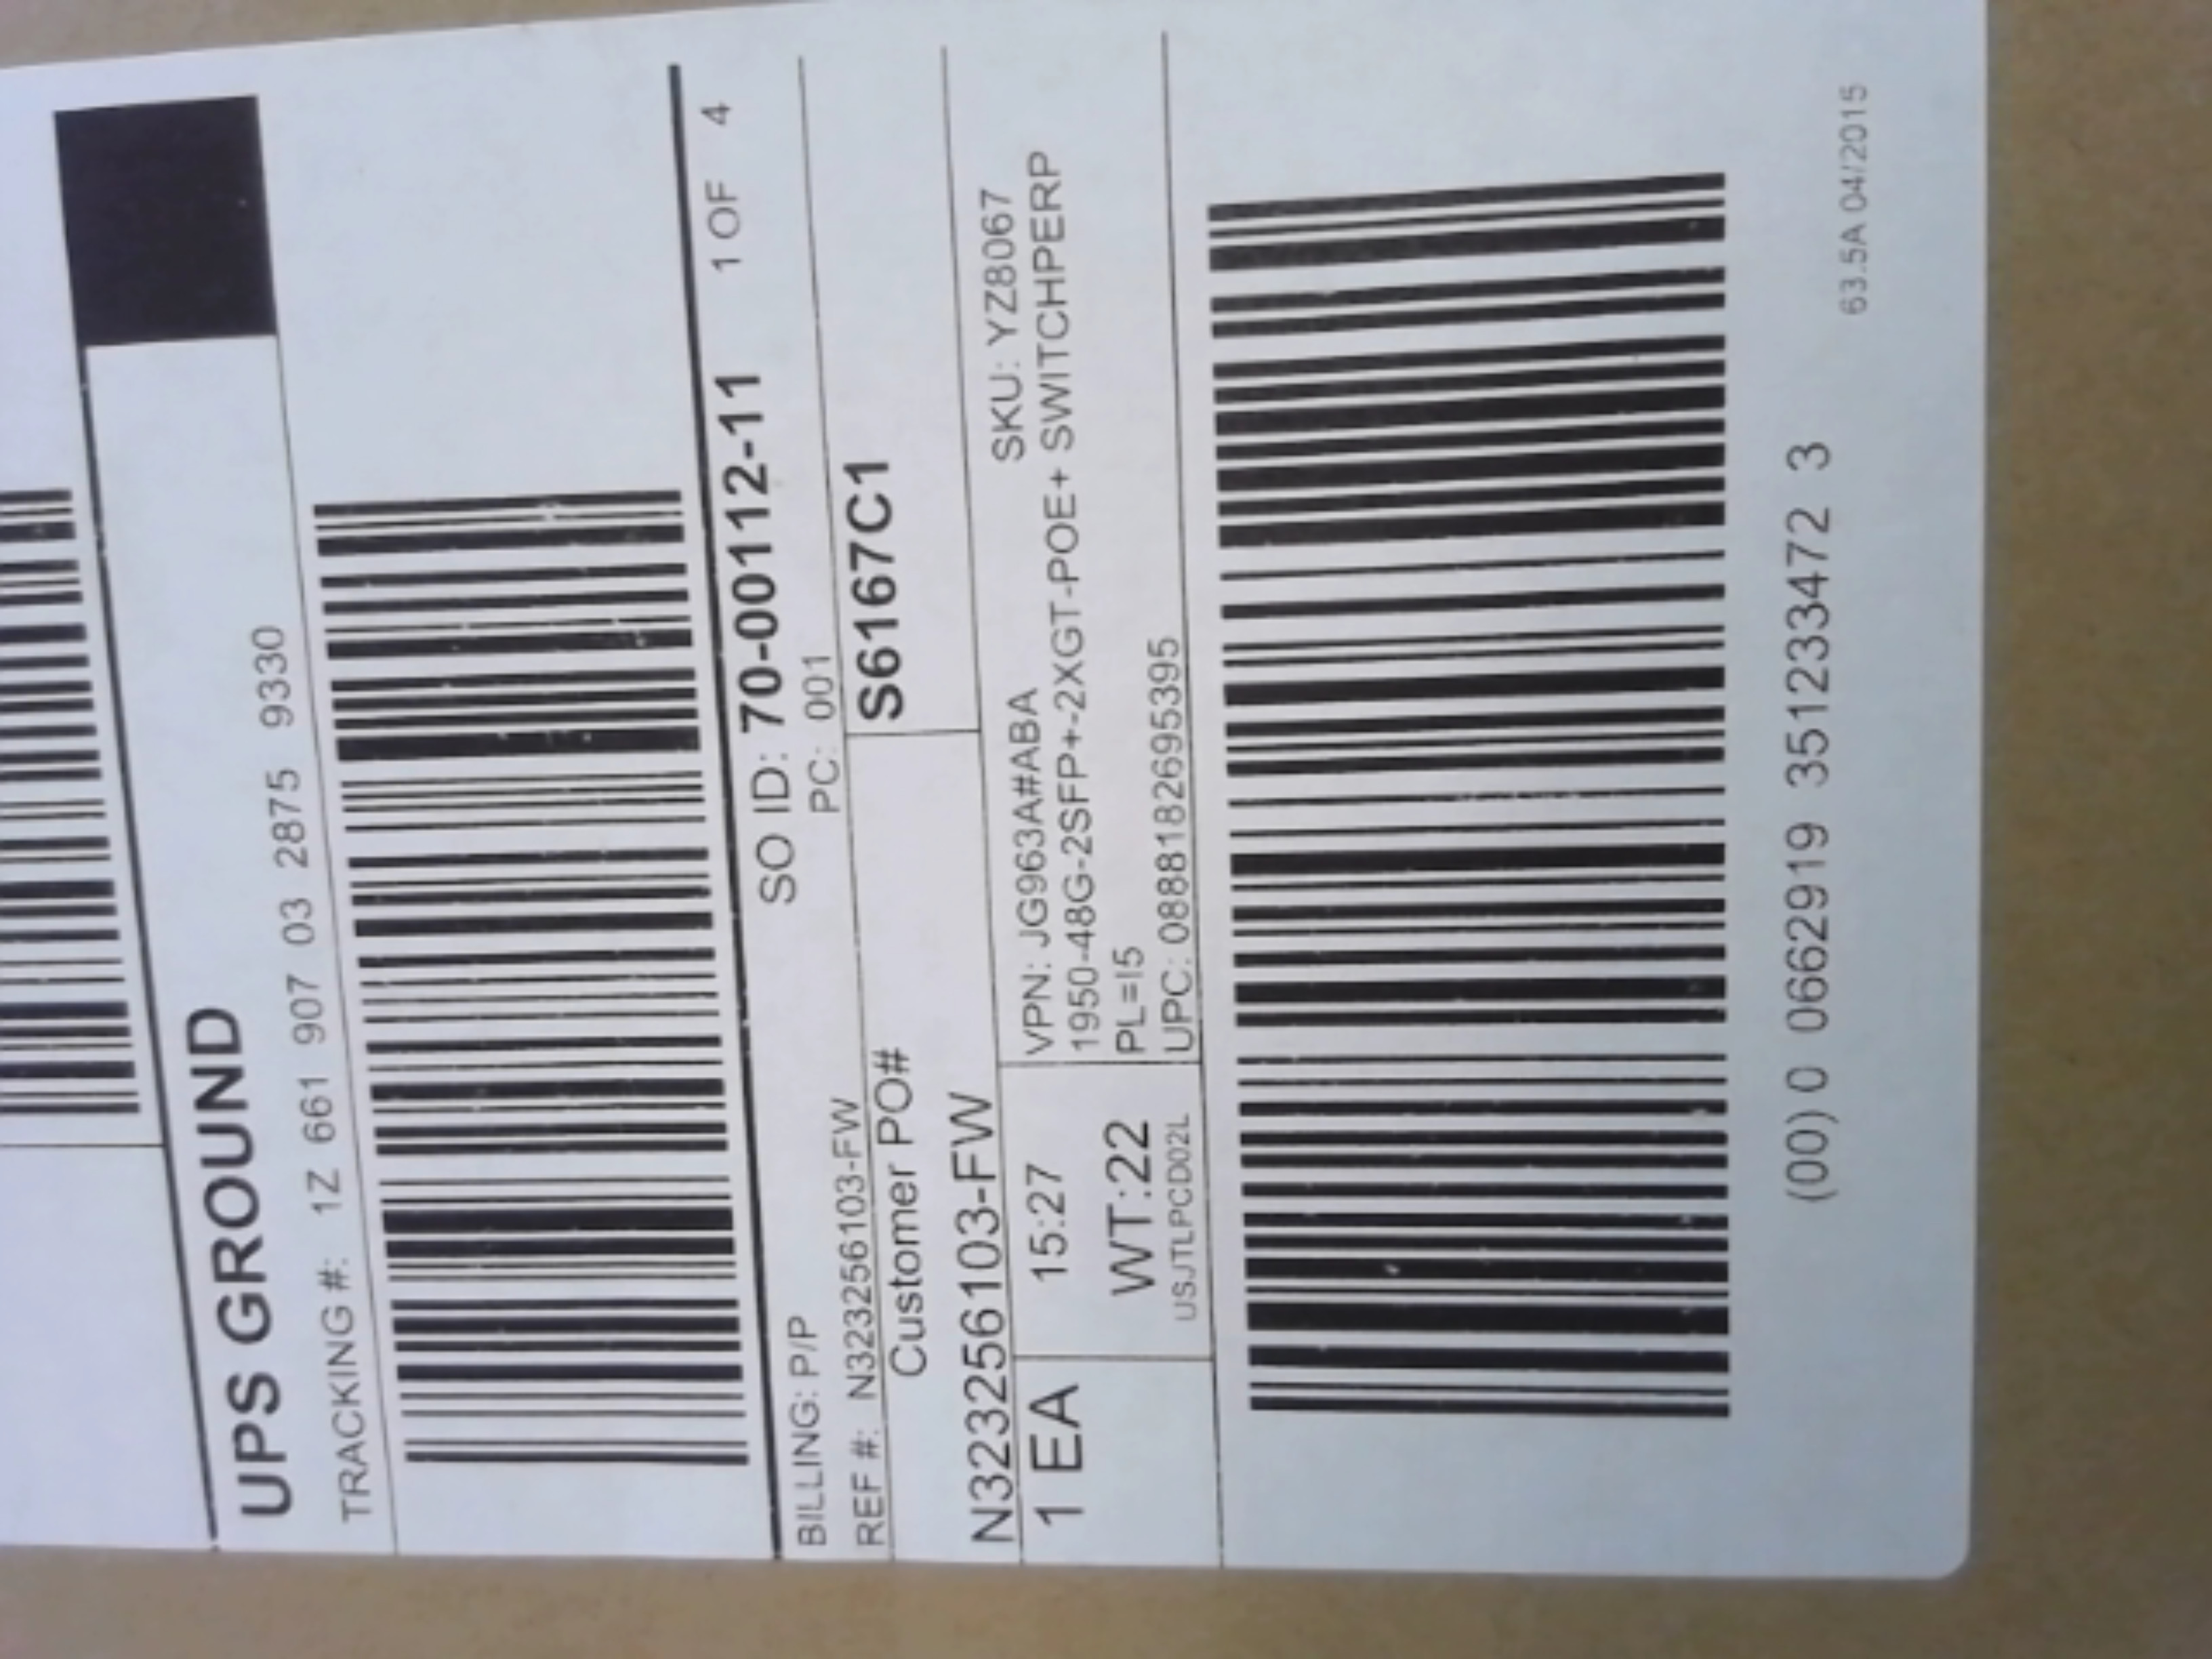 UPS GROUND
TRACKING #: 1Z 661 907 03 2875 9330
SO ID: 70-00112-11 1 OF 4
BILLING: P/P
PC: 001
REF #: N323256103-FW
Customer PO#
S6167C1
N323256103-FW
1 EA
15:27
WT:22
USJTLPCD02L
VPN: JG963A#ABA SKU: YZ8067
1950-48G-2SFP+-2XGT-POE+ SWITCHPERP
PL=I5
UPC: 0888182695395
(00) 0 0662919 351233472 3
63.5A 04/2015